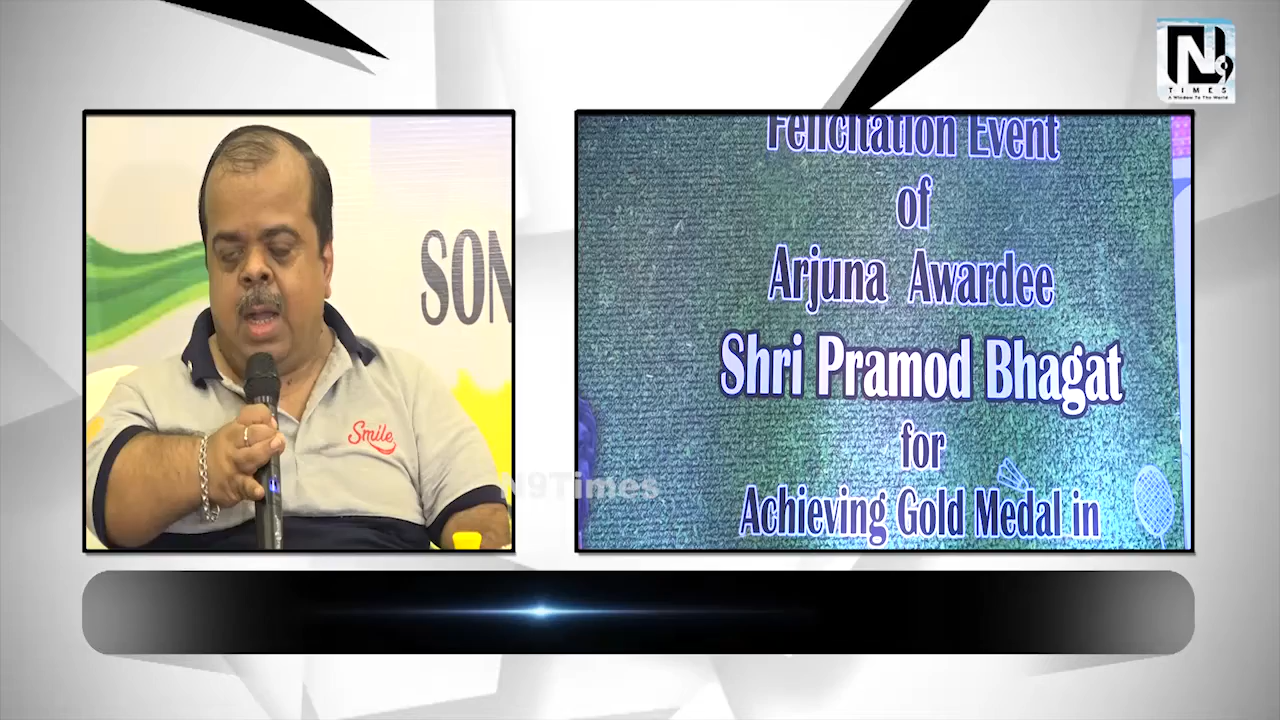 N9
TIMES
A Window To The World
SON
Smile
Felicitation Event
of
Arjuna Awardee
Shri Pramod Bhagat
for
Achieving Gold Medal in
N9Times